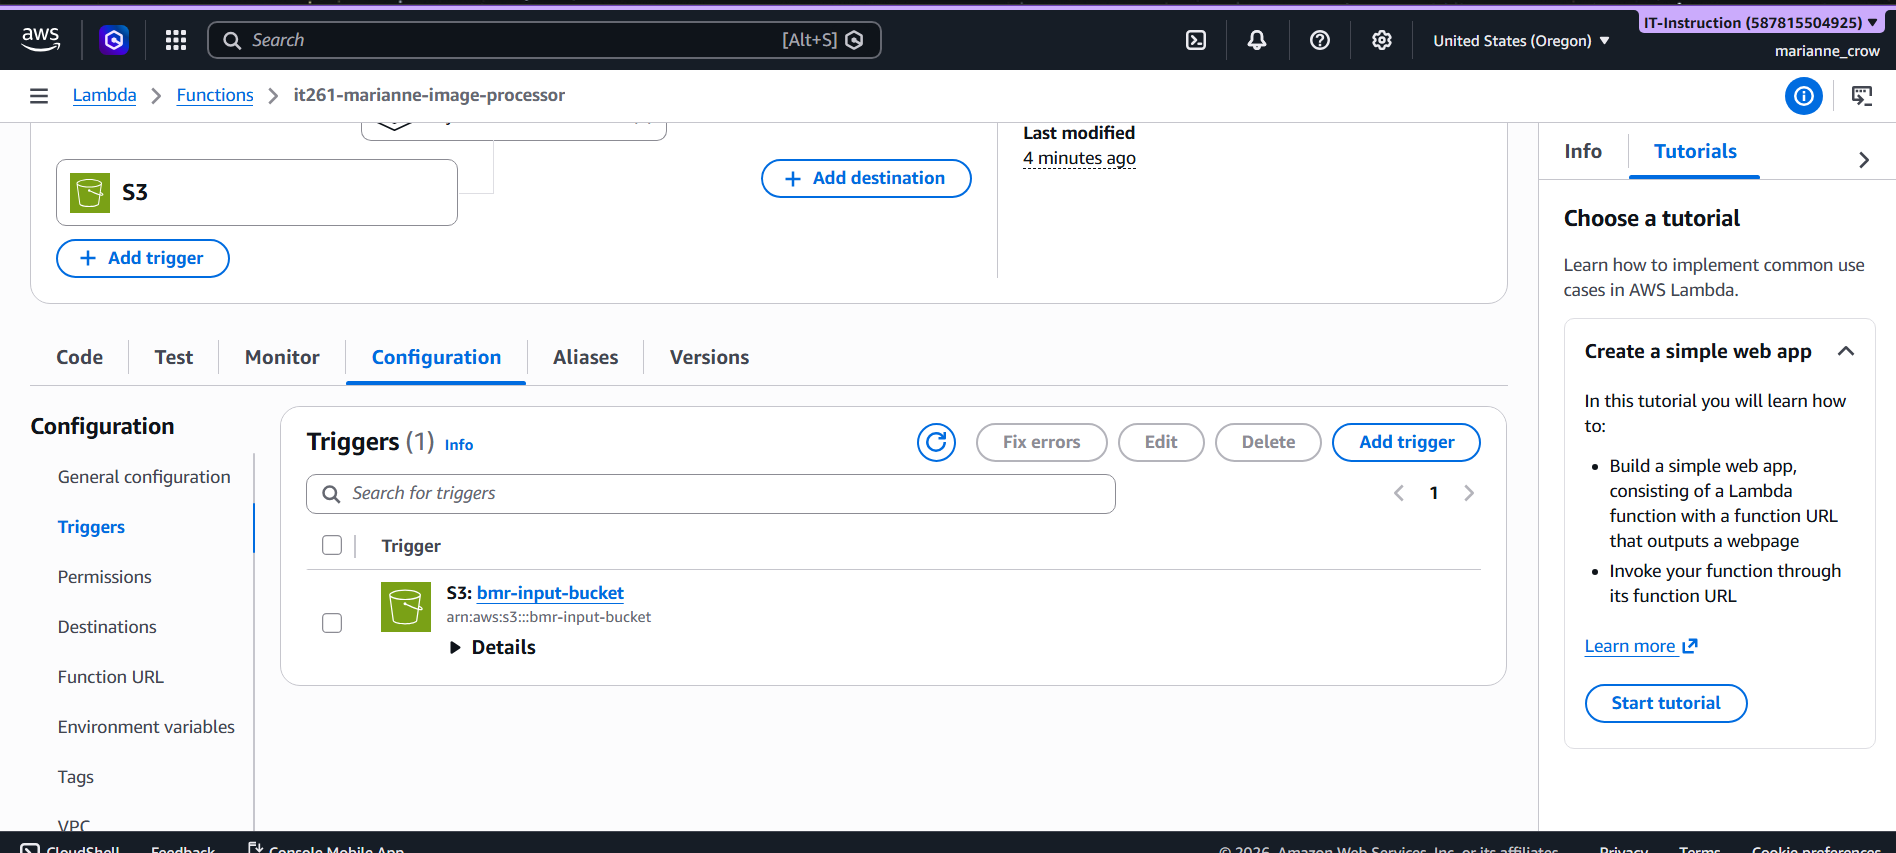 aws
Search
[Alt+S]
United States (Oregon)
IT-Instruction (587815504925)
marianne_crow
Lambda
Functions
it261-marianne-image-processor
Last modified
4 minutes ago
S3
+ Add destination
+ Add trigger
Code
Test
Monitor
Configuration
Aliases
Versions
Configuration
General configuration
Triggers
Permissions
Destinations
Function URL
Environment variables
Tags
VPC
Triggers (1) Info
Fix errors
Edit
Delete
Add trigger
Search for triggers
1
Trigger
S3: bmr-input-bucket
arn:aws:s3:::bmr-input-bucket
Details
Info
Tutorials
Choose a tutorial
Learn how to implement common use
cases in AWS Lambda.
Create a simple web app
In this tutorial you will learn how
to:
• Build a simple web app,
consisting of a Lambda
function with a function URL
that outputs a webpage
• Invoke your function through
its function URL
Learn more
Start tutorial
CloudShell
Feedback
Console Mobile App
© 2026, Amazon Web Services, Inc. or its affiliates.
Privacy
Terms
Cookie preferences